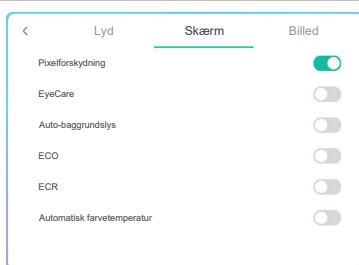 Lyd Skærm Billed
Pixelforskydning
EyeCare
Auto-baggrundslys
ECO
ECR
Automatisk farvetemperatur